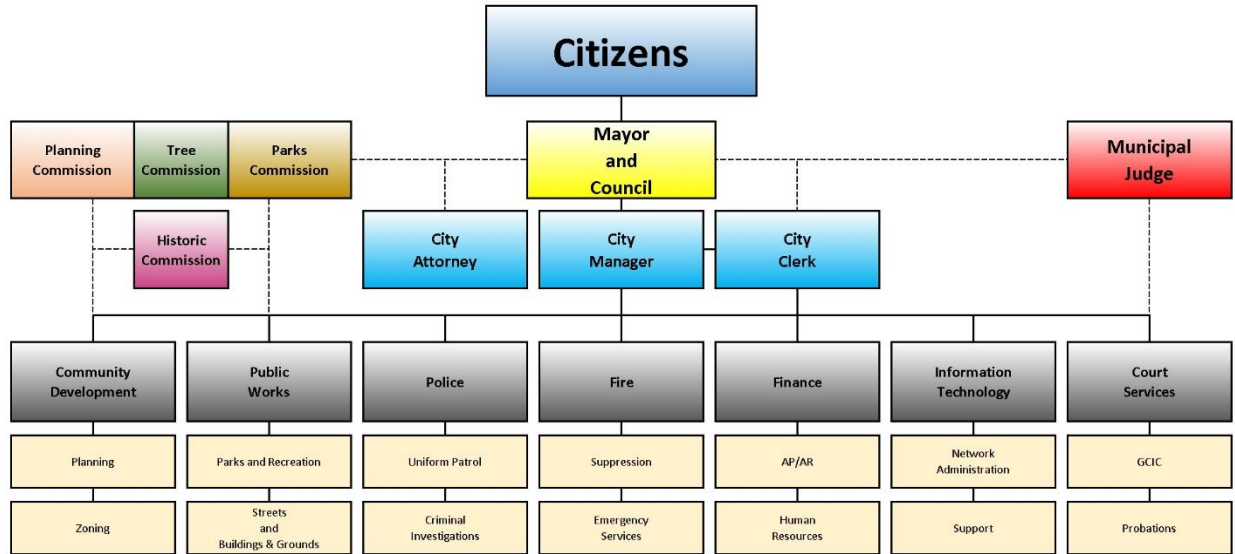 Citizens
Planning
Commission
Tree
Commission
Parks
Commission
Mayor
and
Council
Municipal
Judge
Historic
Commission
City
Attorney
City
Manager
City
Clerk
Community
Development
Public
Works
Police
Fire
Finance
Information
Technology
Court
Services
Planning
Parks and Recreation
Uniform Patrol
Suppression
AP/AR
Network
Administration
GCIC
Zoning
Streets
and
Buildings & Grounds
Criminal
Investigations
Emergency
Services
Human
Resources
Support
Probations